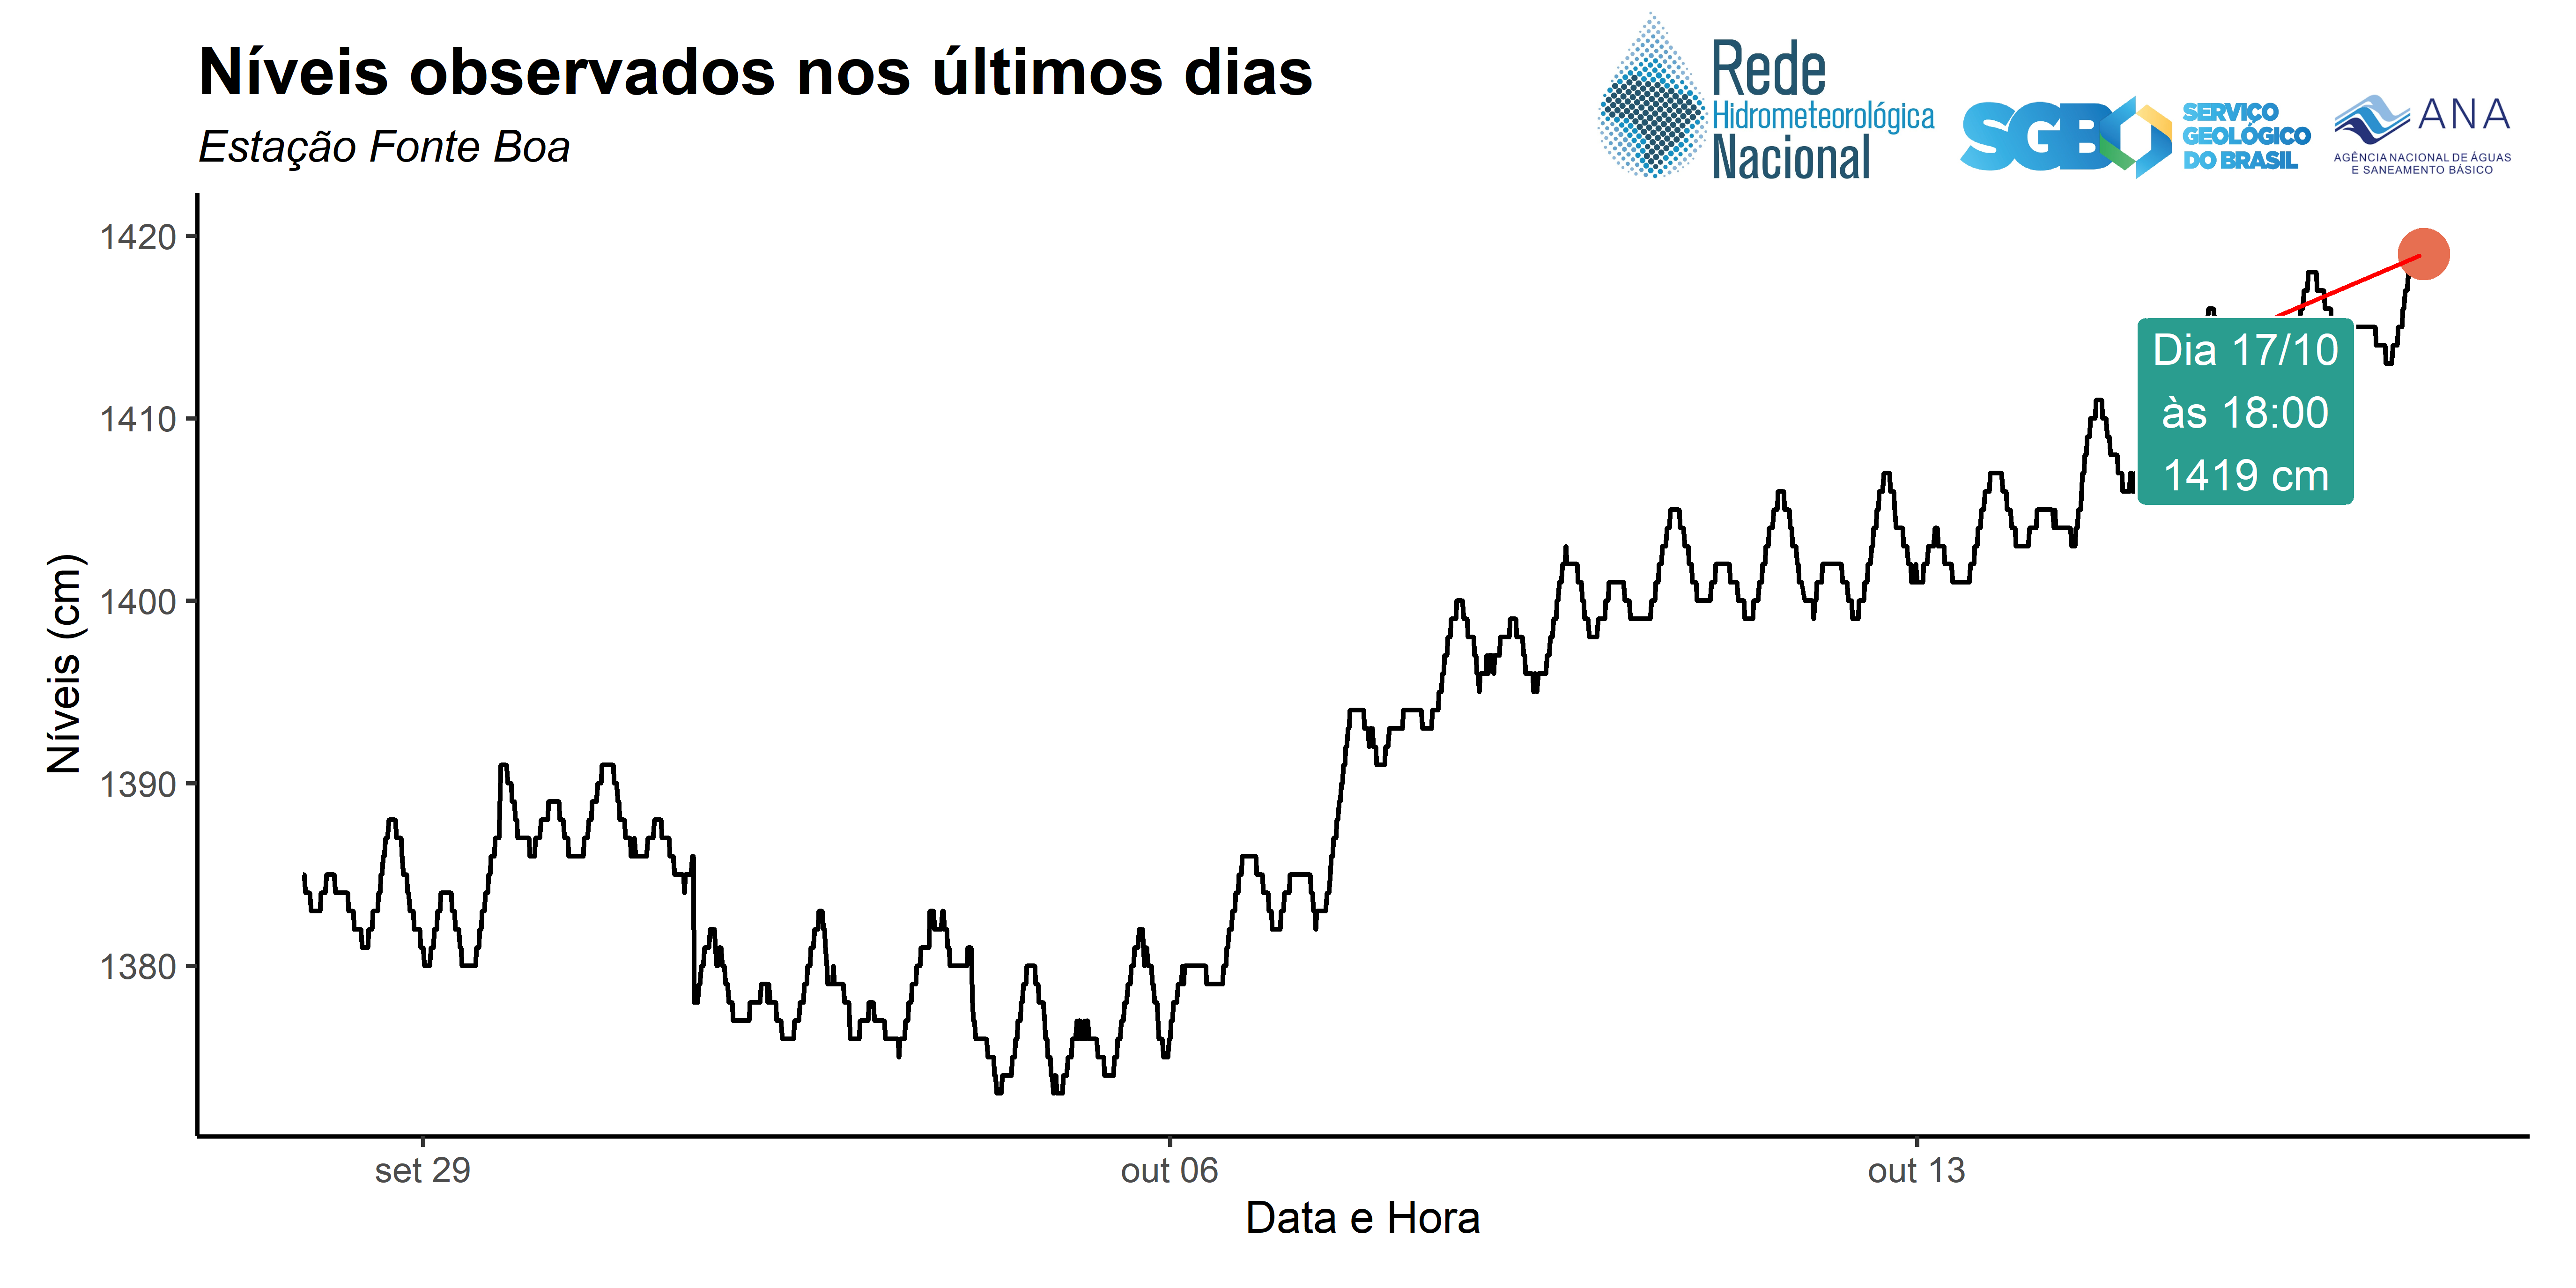 Níveis observados nos últimos dias
Estação Fonte Boa
Rede
Hidrometeorológica
Nacional
SGB
SERVIÇO
GEOLÓGICO
DO BRASIL
ANA
AGÊNCIA NACIONAL DE ÁGUAS
E SANEAMENTO BÁSICO
Níveis (cm)
1420
1410
1400
1390
1380
Dia 17/10
às 18:00
1419 cm
set 29
out 06
out 13
Data e Hora